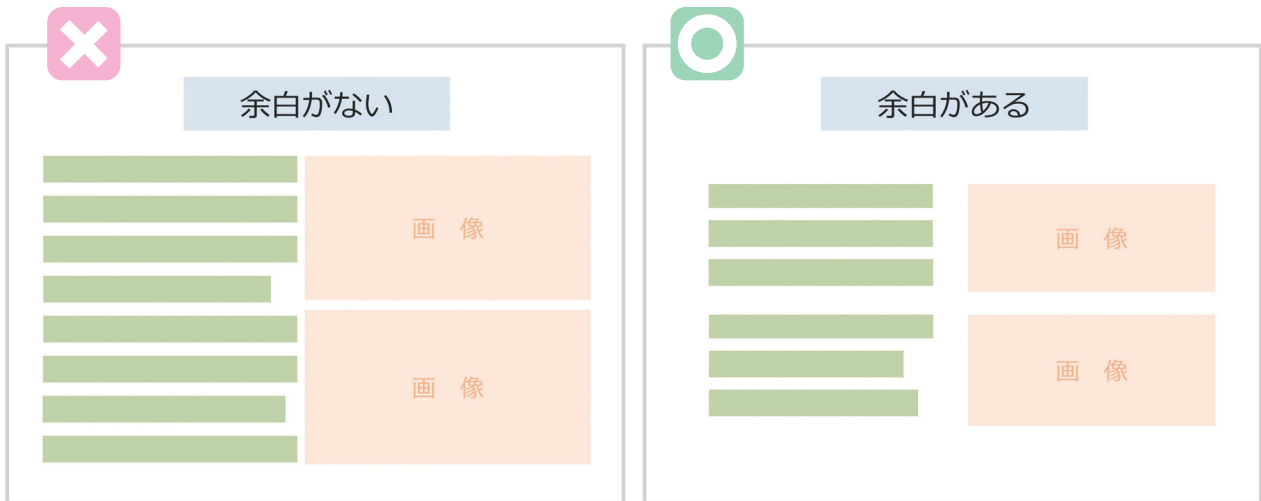 余白がない
画 像
画 像
余白がある
画 像
画 像